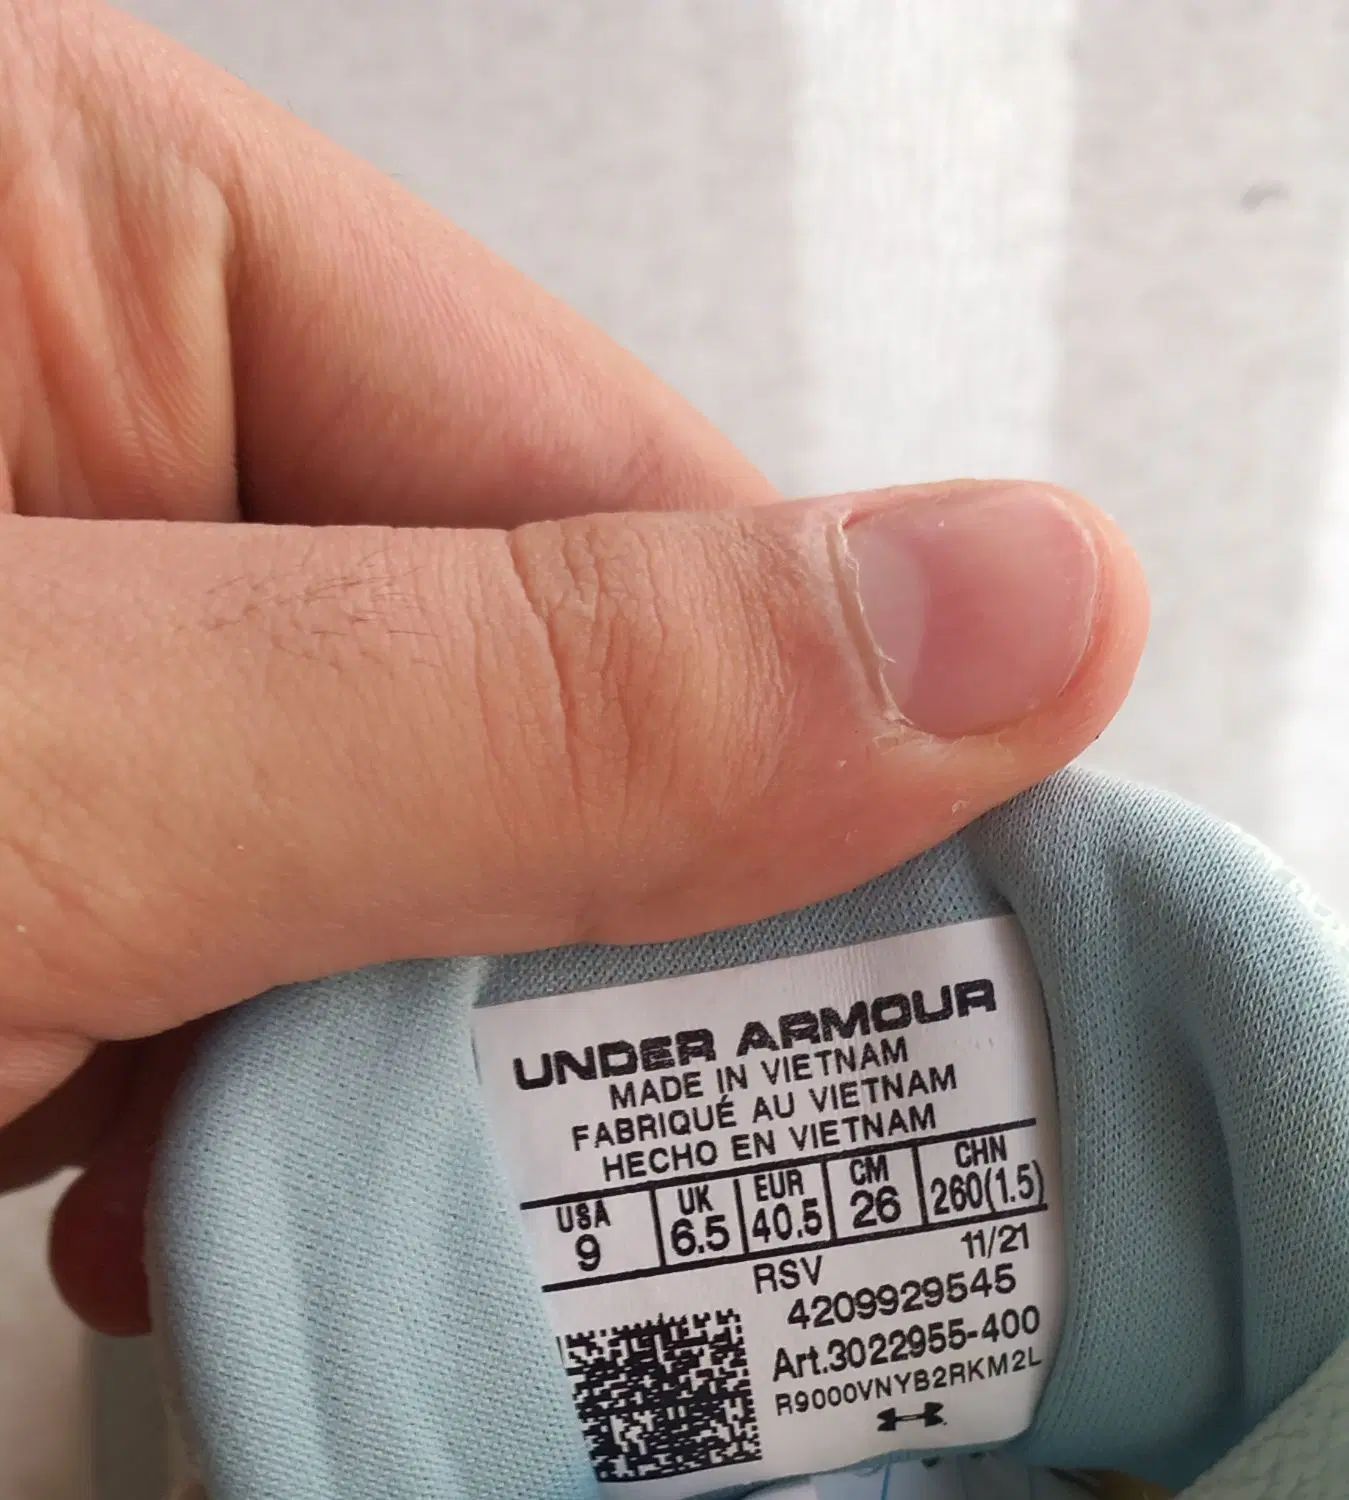 UNDER ARMOUR
MADE IN VIETNAM
FABRIQUÉ AU VIETNAM
HECHO EN VIETNAM
USA UK EUR CM CHN
9 6.5 40.5 26 260(1.5)
RSV 11/21
4209929545
Art.3022955-400
R9000VNYB2RKM2L